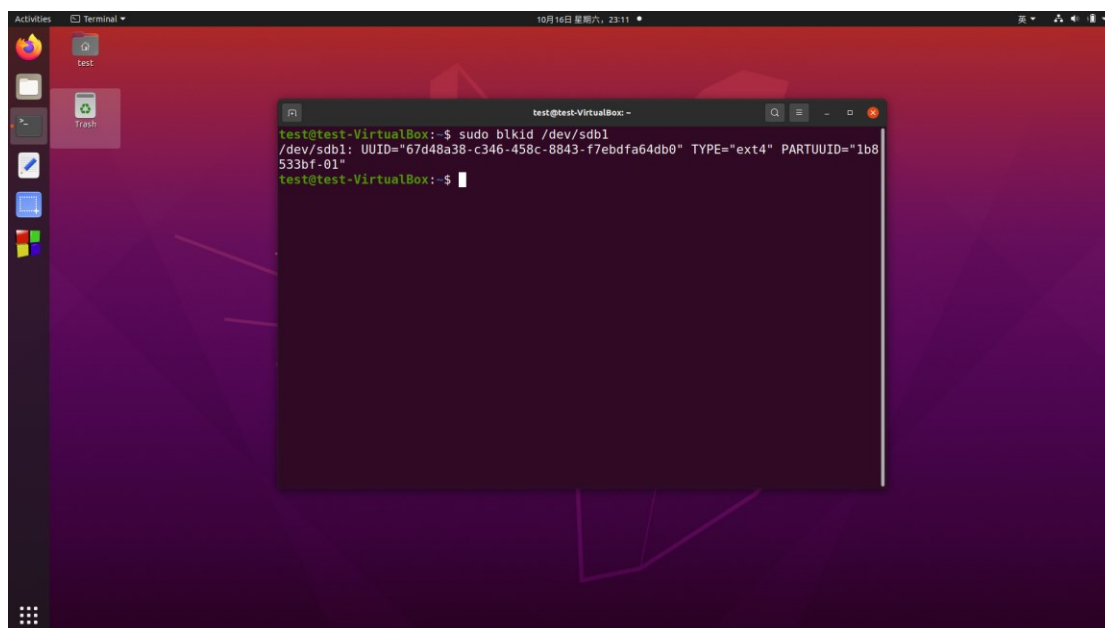 Activities Terminal 10月16日 星期六, 23:11 英
test
Trash
test@test-VirtualBox: ~
test@test-VirtualBox:~$ sudo blkid /dev/sdb1
/dev/sdb1: UUID="67d48a38-c346-458c-8843-f7ebdfa64db0" TYPE="ext4" PARTUUID="1b8
533bf-01"
test@test-VirtualBox:~$